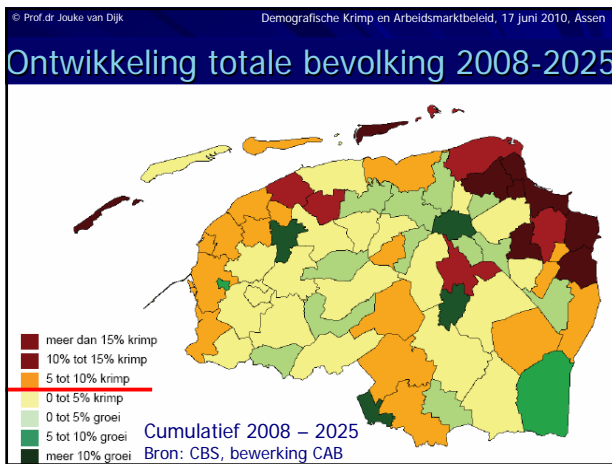 © Prof.dr Jouke van Dijk
Demografische Krimp en Arbeidsmarktbeleid, 17 juni 2010, Assen
Ontwikkeling totale bevolking 2008-2025
meer dan 15% krimp
10% tot 15% krimp
5 tot 10% krimp
0 tot 5% krimp
0 tot 5% groei
5 tot 10% groei
meer 10% groei
Cumulatief 2008 – 2025
Bron: CBS, bewerking CAB